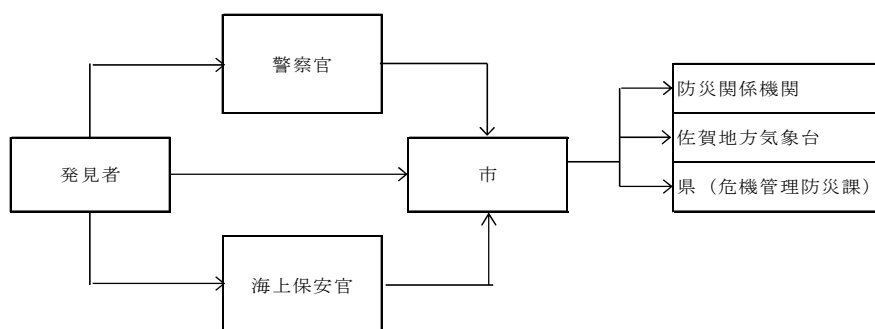 警察官
防災関係機関
佐賀地方気象台
発見者
市
県（危機管理防災課）
海上保安官